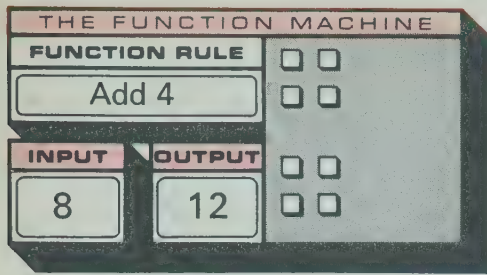 THE FUNCTION MACHINE
FUNCTION RULE
Add 4
INPUT OUTPUT
8 12